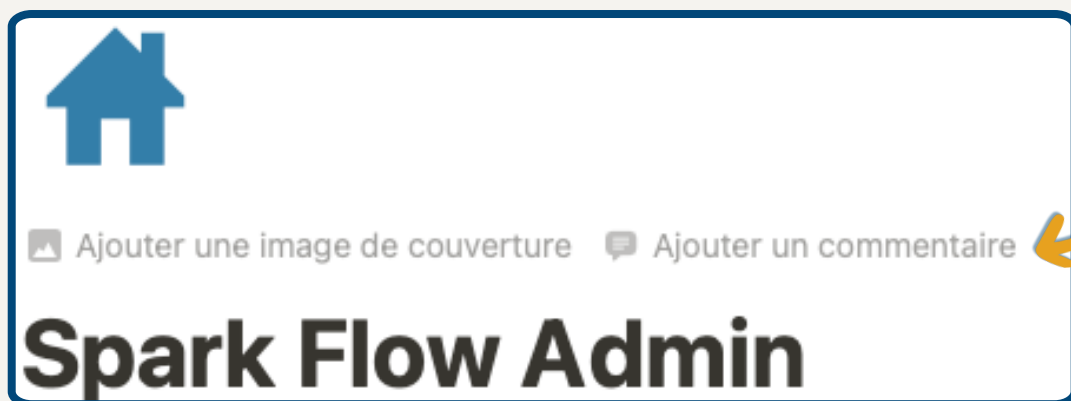 Ajouter une image de couverture Ajouter un commentaire
Spark Flow Admin